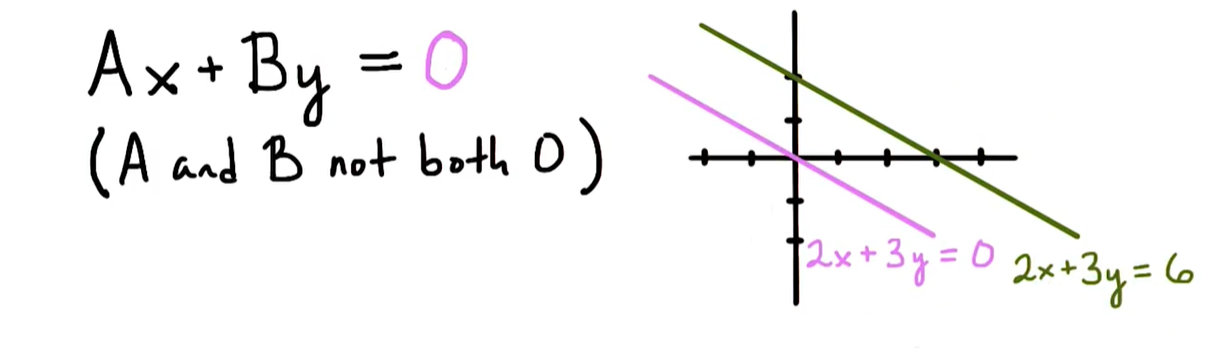 Ax + By = 0
(A and B not both 0)
2x + 3y = 0
2x + 3y = 6